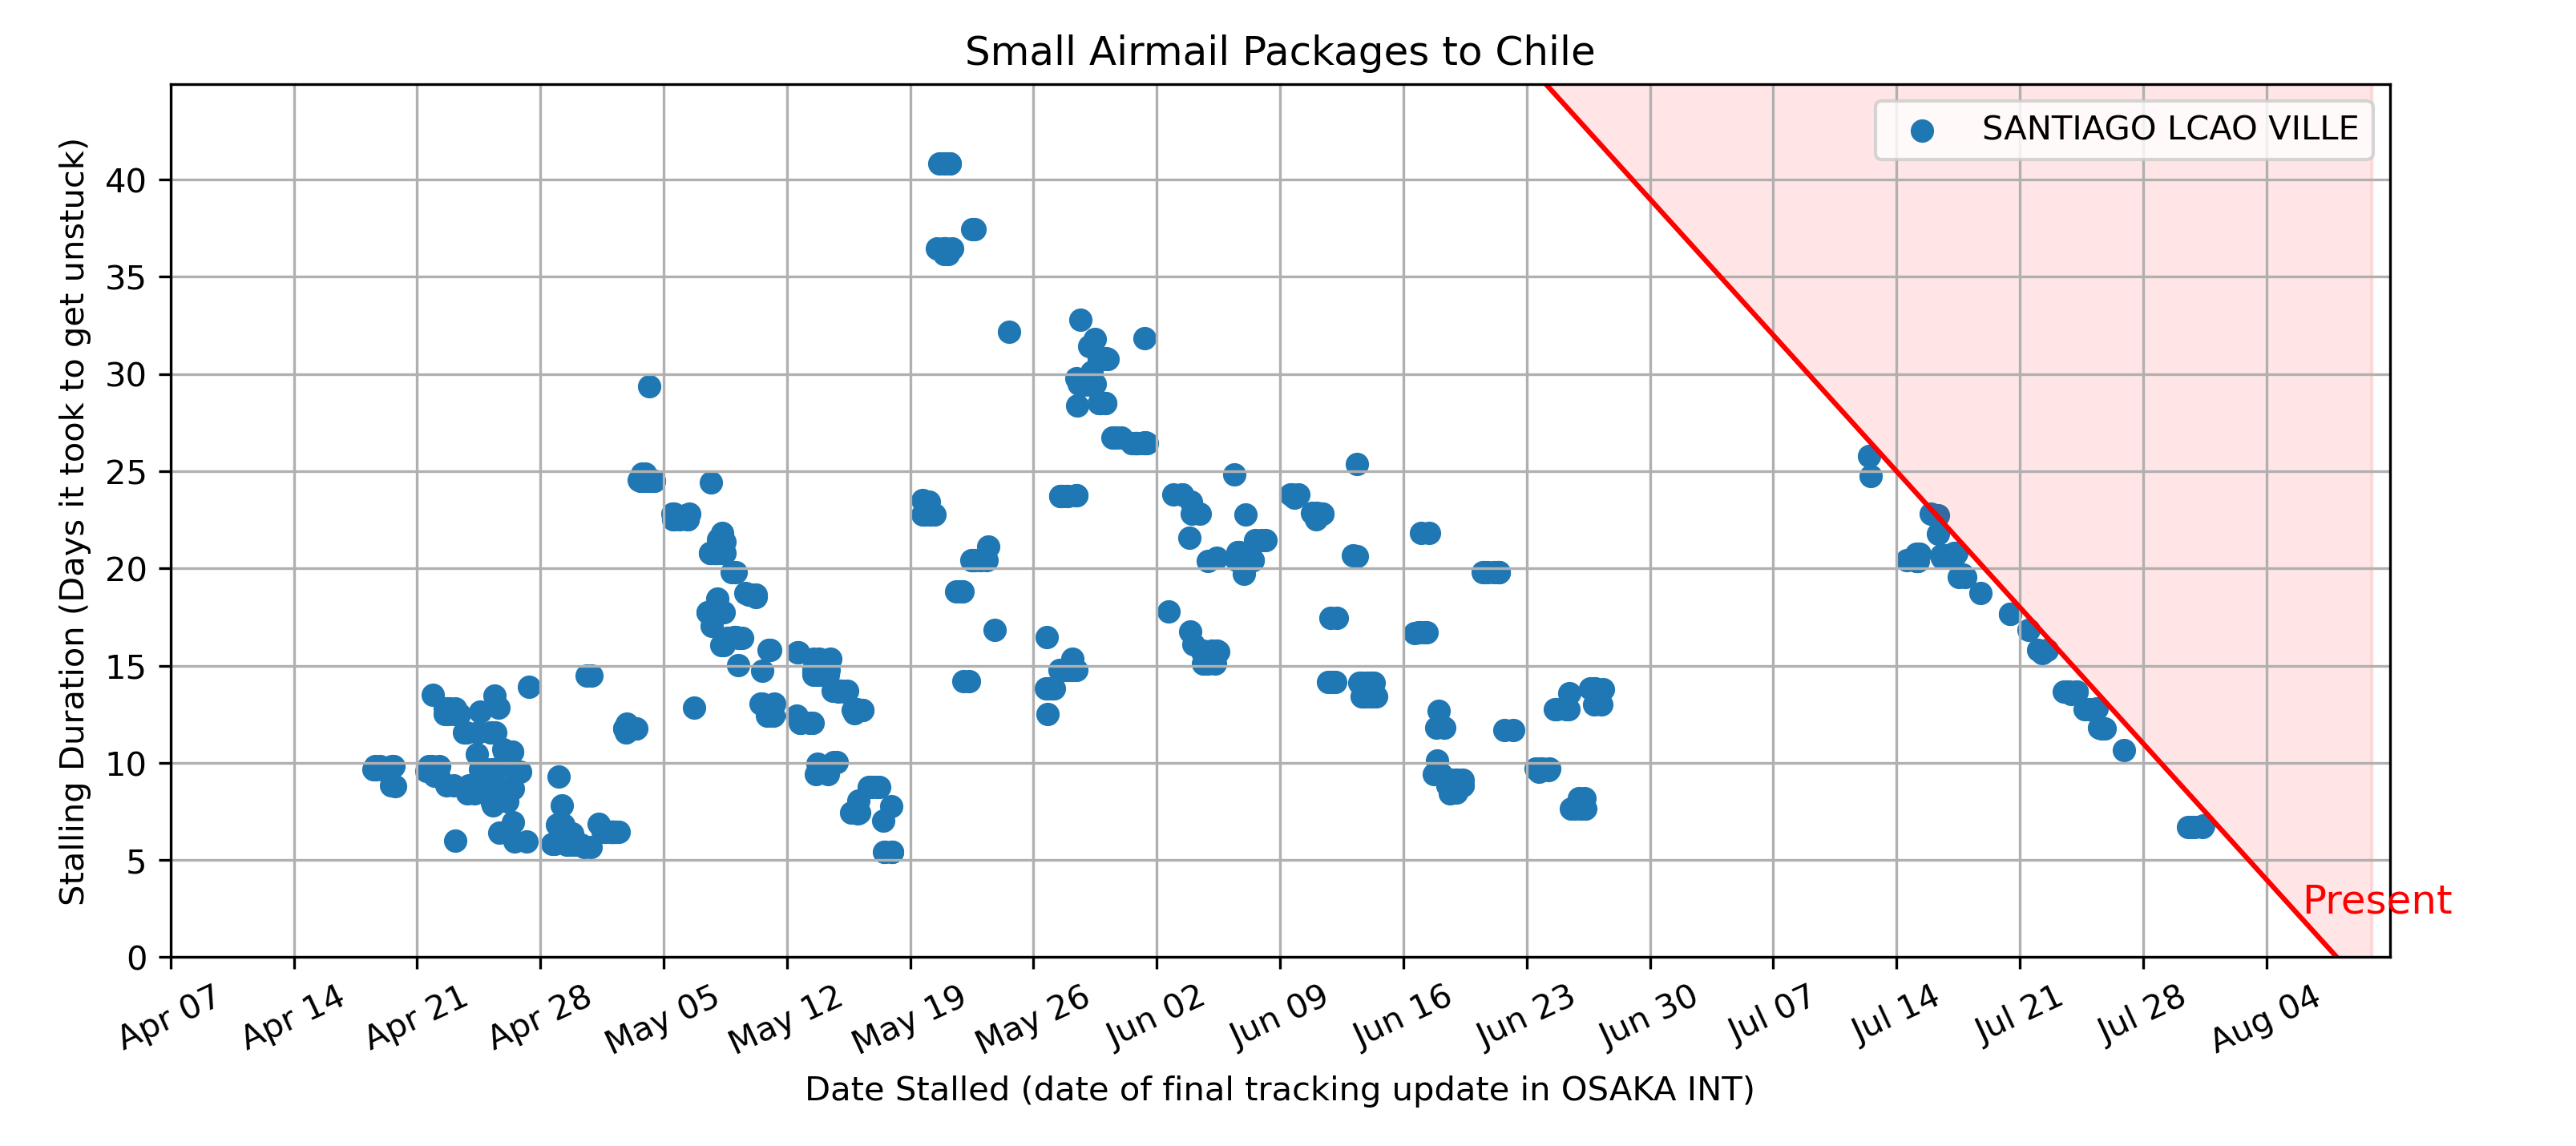 Small Airmail Packages to Chile
SANTIAGO LCAO VILLE
Stalling Duration (Days it took to get unstuck)
40
35
30
25
20
15
10
5
0
Present
Apr 07 Apr 14 Apr 21 Apr 28 May 05 May 12 May 19 May 26 Jun 02 Jun 09 Jun 16 Jun 23 Jun 30 Jul 07 Jul 14 Jul 21 Jul 28 Aug 04
Date Stalled (date of final tracking update in OSAKA INT)